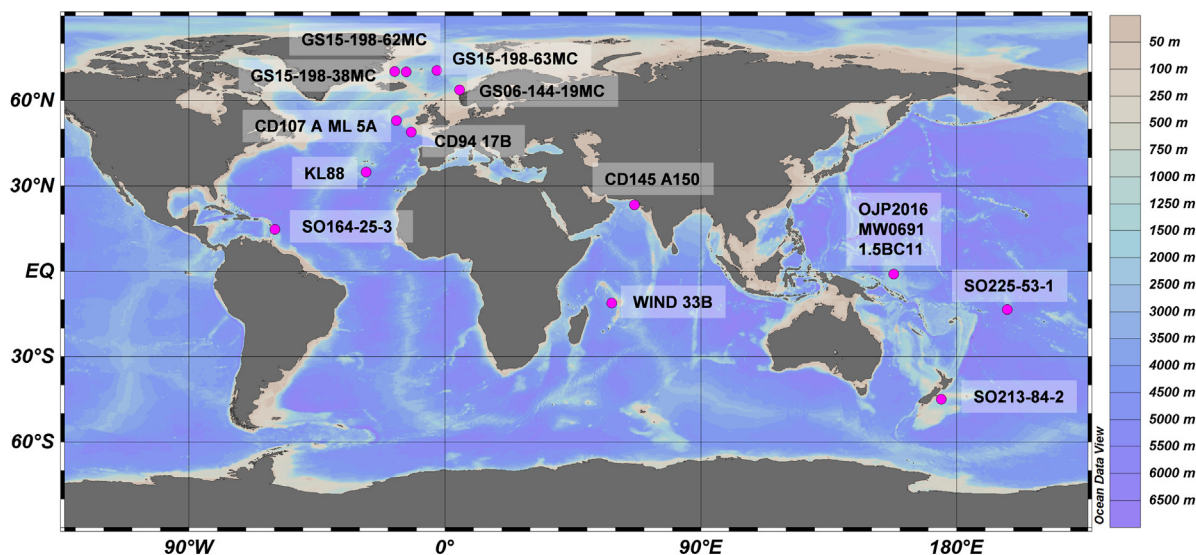 GS15-198-62MC
GS15-198-63MC
GS15-198-38MC
GS06-144-19MC
60°N
CD107 A ML 5A
CD94 17B
KL88
CD145 A150
30°N
OJP2016
MW0691
1.5BC11
SO164-25-3
EQ
SO225-53-1
WIND 33B
30°S
SO213-84-2
60°S
90°W
0°
90°E
180°E
Ocean Data View
50 m
100 m
250 m
500 m
750 m
1000 m
1250 m
1500 m
2000 m
2500 m
3000 m
3500 m
4000 m
4500 m
5000 m
5500 m
6000 m
6500 m